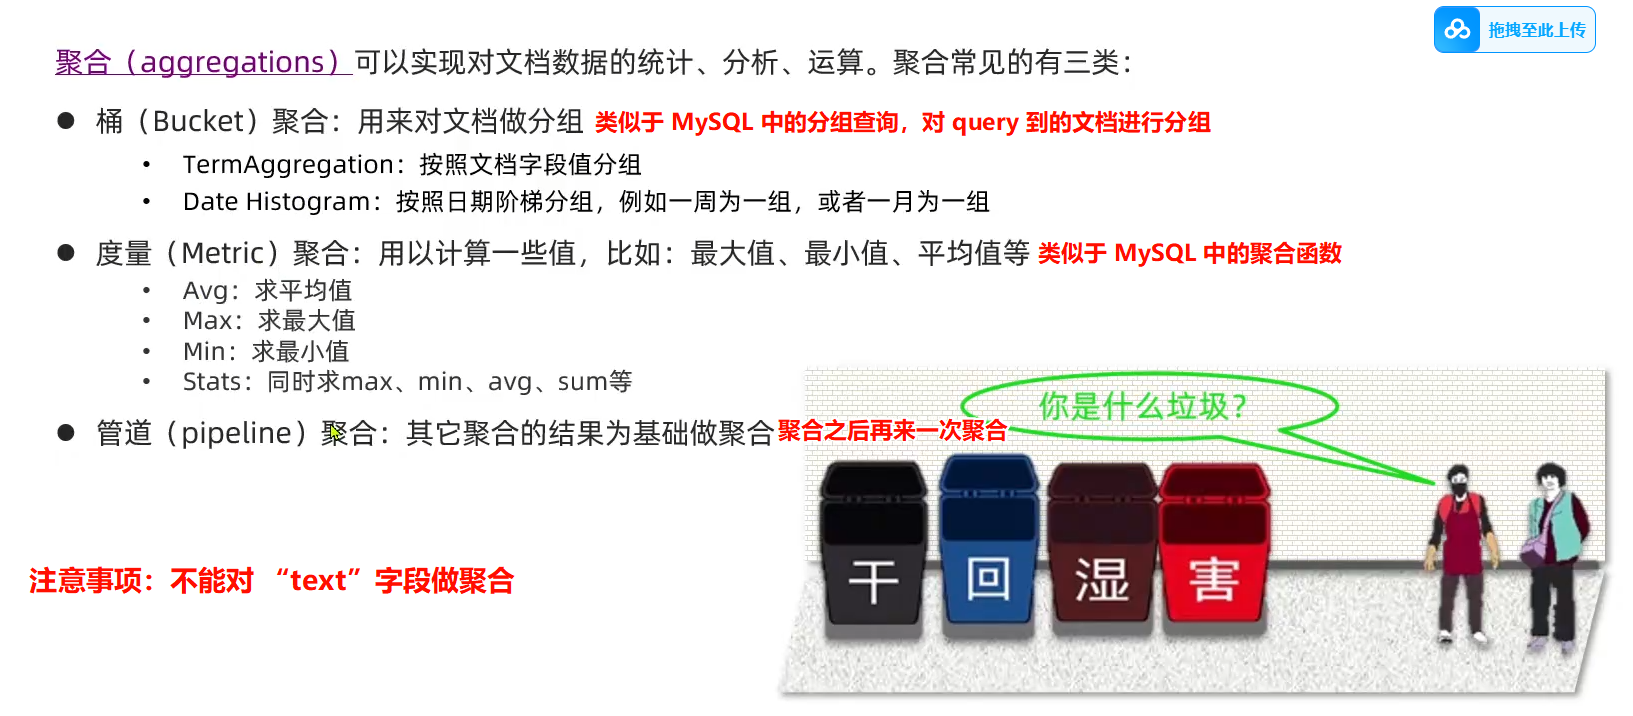 拖拽至此上传
聚合（aggregations）可以实现对文档数据的统计、分析、运算。聚合常见的有三类：
● 桶（Bucket）聚合：用来对文档做分组 类似于 MySQL 中的分组查询，对 query 到的文档进行分组
• TermAggregation：按照文档字段值分组
• Date Histogram：按照日期阶梯分组，例如一周为一组，或者一月为一组
● 度量（Metric）聚合：用以计算一些值，比如：最大值、最小值、平均值等 类似于 MySQL 中的聚合函数
• Avg：求平均值
• Max：求最大值
• Min：求最小值
• Stats：同时求max、min、avg、sum等
你是什么垃圾？
● 管道（pipeline）聚合：其它聚合的结果为基础做聚合 聚合之后再来一次聚合
干 回 湿 害
注意事项：不能对 “text” 字段做聚合